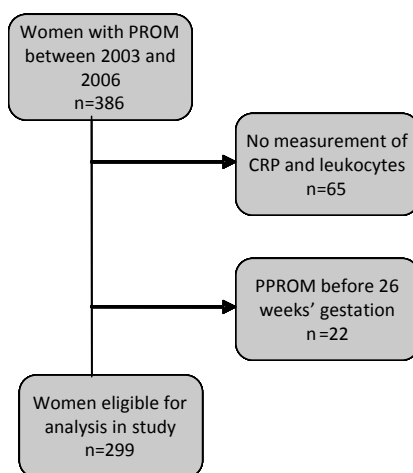 Women with PROM
between 2003 and
2006
n=386
No measurement of
CRP and leukocytes
n=65
PPROM before 26
weeks’ gestation
n=22
Women eligible for
analysis in study
n=299